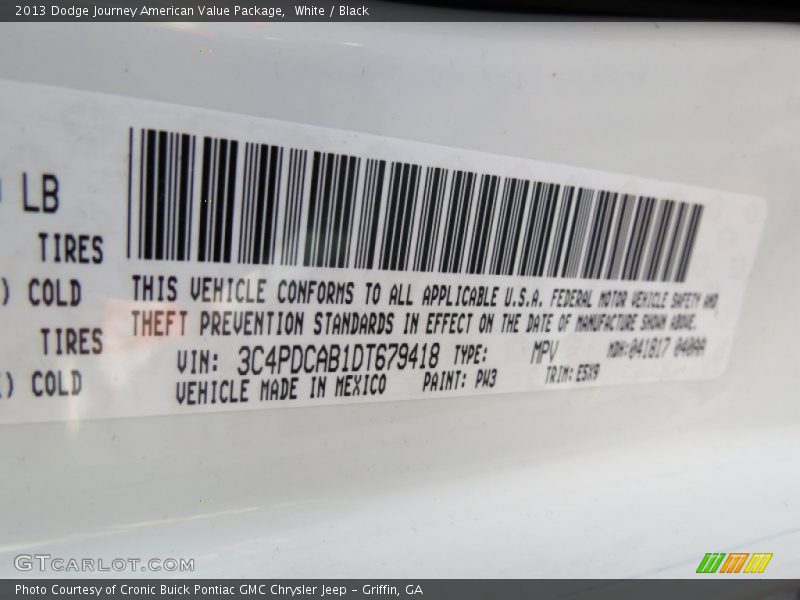 2013 Dodge Journey American Value Package,  White / Black
LB
TIRES
) COLD
TIRES
) COLD
THIS VEHICLE CONFORMS TO ALL APPLICABLE U.S.A. FEDERAL MOTOR VEHICLE SAFETY AND
THEFT PREVENTION STANDARDS IN EFFECT ON THE DATE OF MANUFACTURE SHOWN ABOVE.
VIN: 3C4PDCAB1DT679418 TYPE: MPV MDH:041817 040AA
VEHICLE MADE IN MEXICO PAINT: PW3 TRIM: E5X9
GTCARLOT.COM
Photo Courtesy of Cronic Buick Pontiac GMC Chrysler Jeep - Griffin, GA